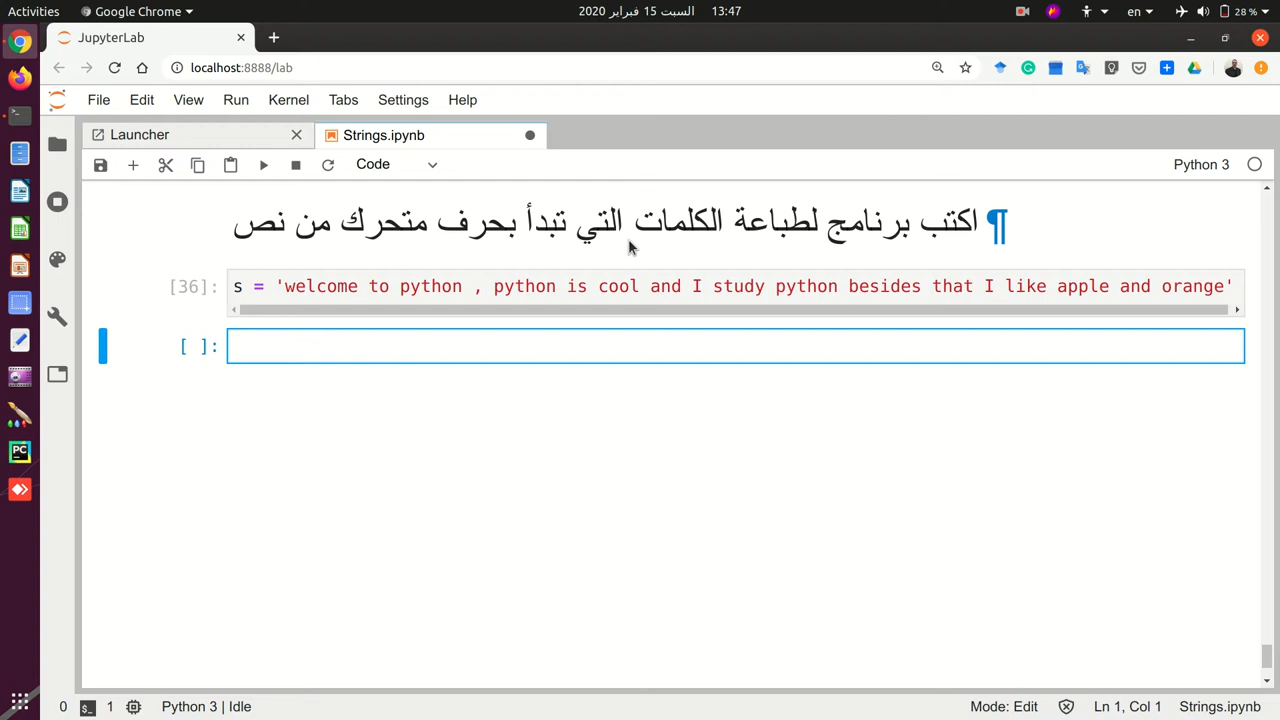 Activities
Google Chrome
السبت 15 فبراير 2020
13:47
en
28 %
JupyterLab
localhost:8888/lab
File Edit View Run Kernel Tabs Settings Help
Launcher
Strings.ipynb
Code
Python 3
اكتب برنامج لطباعة الكلمات التي تبدأ بحرف متحرك من نص ¶
[36]: s = 'welcome to python , python is cool and I study python besides that I like apple and orange'
[ ]:
0
1
Python 3 | Idle
Mode: Edit
Ln 1, Col 1
Strings.ipynb
PC